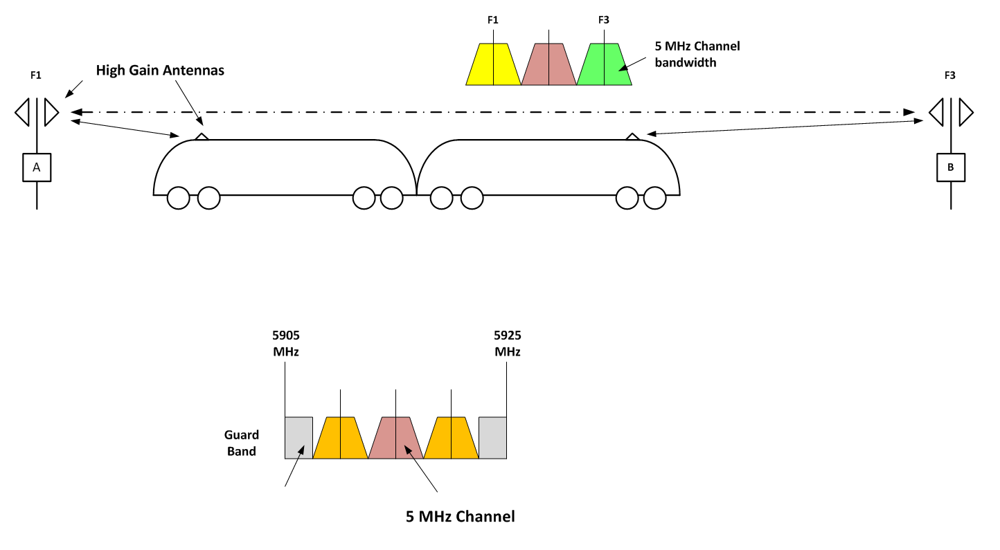 F1
F3
5 MHz Channel
bandwidth
F1
High Gain Antennas
F3
A
B
5905
MHz
5925
MHz
Guard
Band
5 MHz Channel